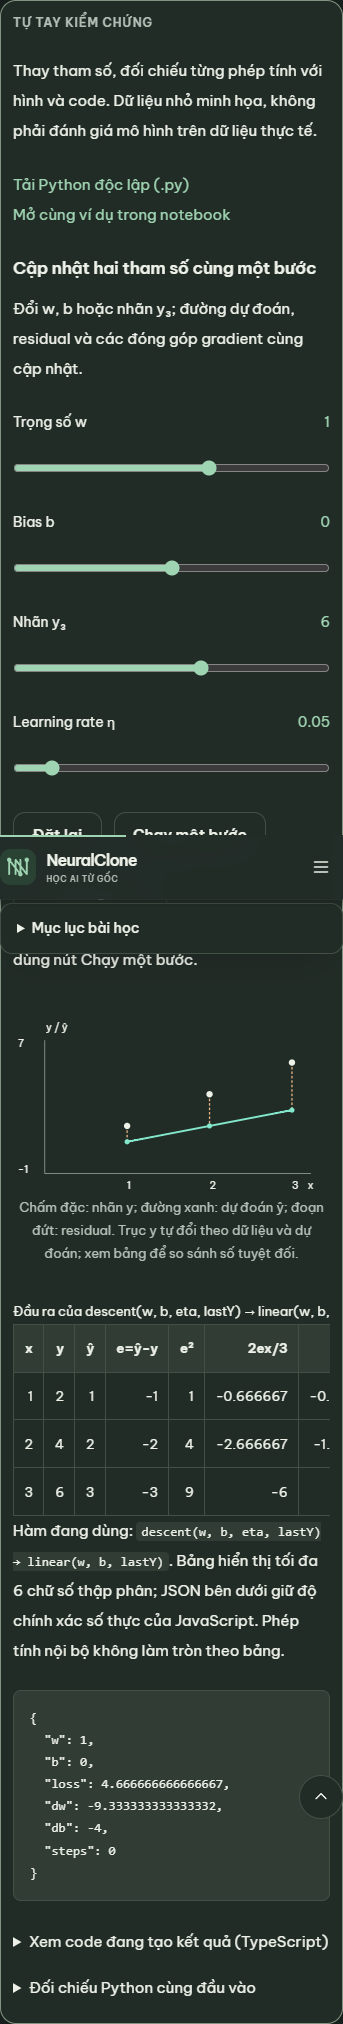 TỰ TAY KIỂM CHỨNG
Thay tham số, đối chiếu từng phép tính với
hình và code. Dữ liệu nhỏ minh họa, không
phải đánh giá mô hình trên dữ liệu thực tế.
Tải Python độc lập (.py)
Mở cùng ví dụ trong notebook
Cập nhật hai tham số cùng một bước
Đổi w, b hoặc nhãn y₃; đường dự đoán,
residual và các đóng góp gradient cùng
cập nhật.
Trọng số w 1
Bias b 0
Nhãn y₃ 6
Learning rate η 0.05
Đặt lại Chạy một bước
NeuralClone
HỌC AI TỪ GỐC
▶ Mục lục bài học
dùng nút Chạy một bước.
y / ŷ
7
-1
1 2 3 x
Chấm đặc: nhãn y; đường xanh: dự đoán ŷ; đoạn
đứt: residual. Trục y tự đổi theo dữ liệu và dự
đoán; xem bảng để so sánh số tuyệt đối.
Đầu ra của descent(w, b, eta, lastY) → linear(w, b,
x y ŷ e=ŷ−y e² 2ex/3
1 2 1 −1 1 −0.666667 −0.
2 4 2 −2 4 −2.666667 −1.
3 6 3 −3 9 −6
Hàm đang dùng: descent(w, b, eta, lastY)
→ linear(w, b, lastY). Bảng hiển thị tối đa
6 chữ số thập phân; JSON bên dưới giữ độ
chính xác số thực của JavaScript. Phép
tính nội bộ không làm tròn theo bảng.
{
"w": 1,
"b": 0,
"loss": 4.666666666666667,
"dw": -9.333333333333332,
"db": -4,
"steps": 0
}
▶ Xem code đang tạo kết quả (TypeScript)
▶ Đối chiếu Python cùng đầu vào